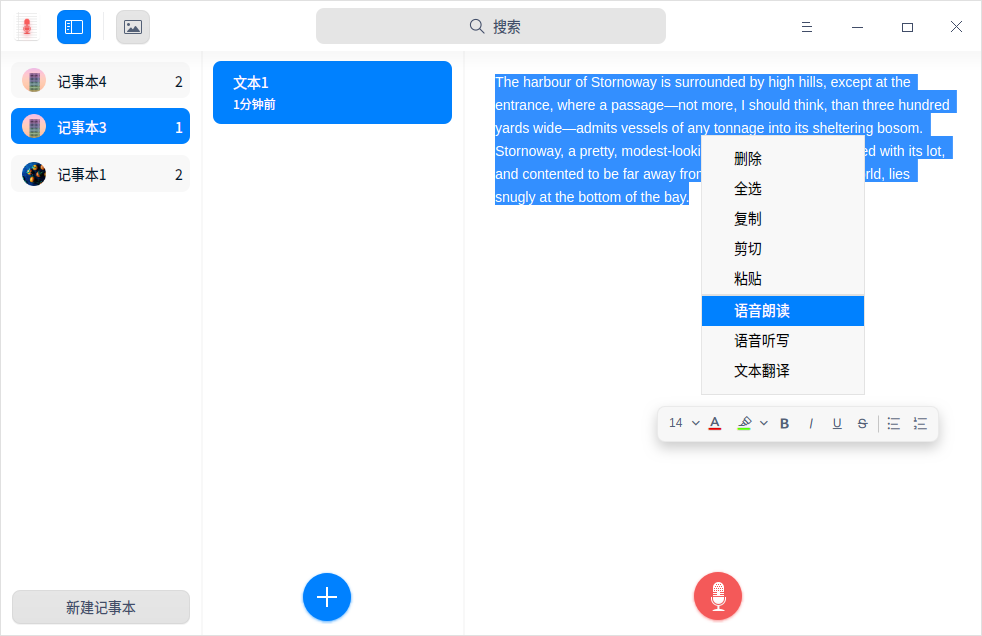 搜索
记事本4 2
记事本3 1
记事本1 2
新建记事本
文本1
1分钟前
The harbour of Stornoway is surrounded by high hills, except at the
entrance, where a passage—not more, I should think, than three hundred
yards wide—admits vessels of any tonnage into its sheltering bosom.
Stornoway, a pretty, modest-looki ed with its lot,
and contented to be far away fro rld, lies
snugly at the bottom of the bay.
删除
全选
复制
剪切
粘贴
语音朗读
语音听写
文本翻译
14 A B I U S